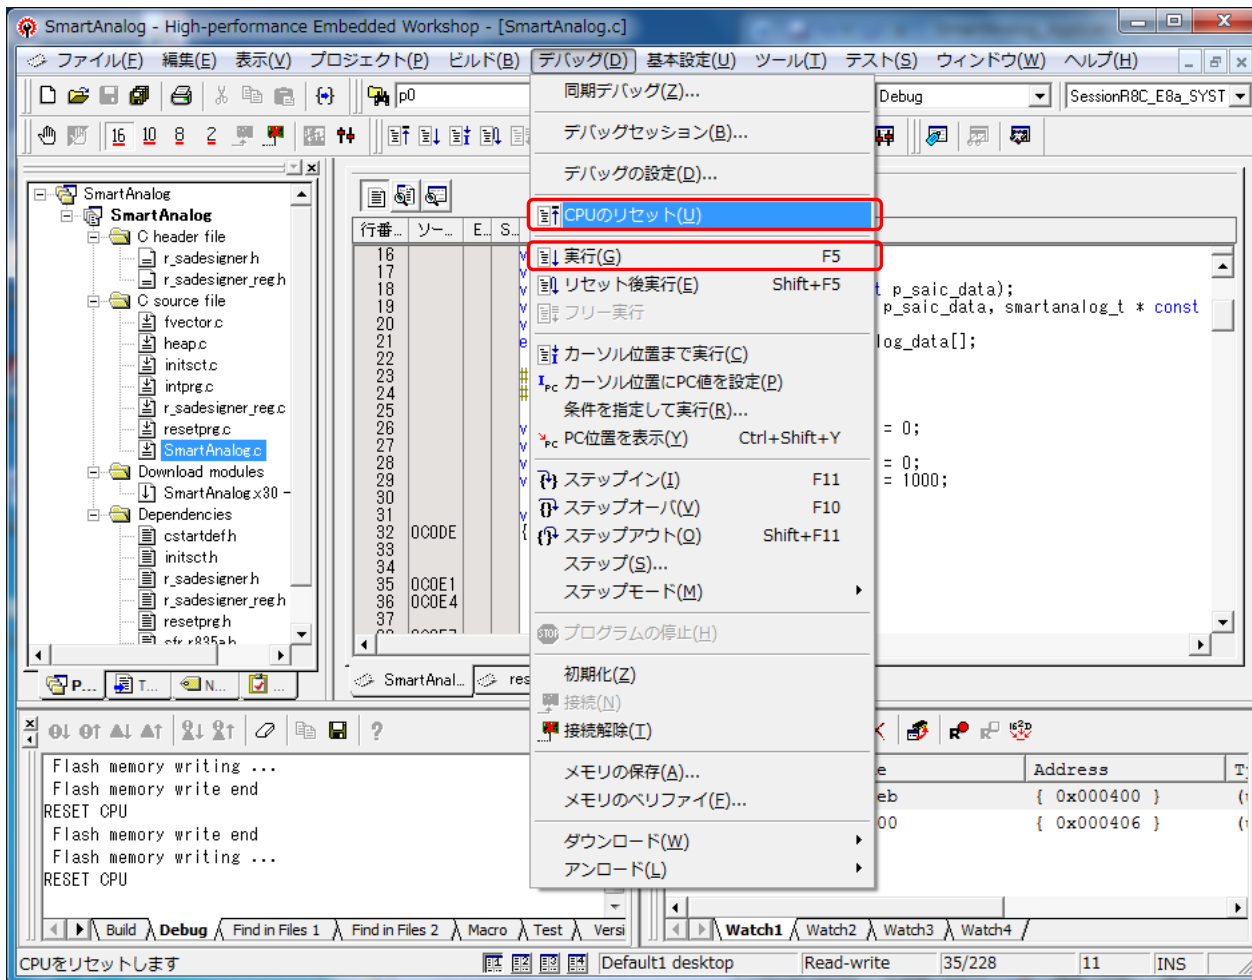 SmartAnalog - High-performance Embedded Workshop - [SmartAnalog.c]
ファイル(F) 編集(E) 表示(V) プロジェクト(P) ビルド(B) デバッグ(D) 基本設定(U) ツール(T) テスト(S) ウィンドウ(W) ヘルプ(H)
p0
Debug
SessionR8C_E8a_SYST
16 10 8 2
SmartAnalog
SmartAnalog
C header file
r_sadesigner.h
r_sadesigner_reg.h
C source file
fvector.c
heap.c
initsct.c
intprg.c
r_sadesigner_reg.c
resetprg.c
SmartAnalog.c
Download modules
SmartAnalog.x30 -
Dependencies
cstartdef.h
initsct.h
r_sadesigner.h
r_sadesigner_reg.h
resetprg.h
sfr_r835a.h
P... T... N... ...
行番... ソー... E... S...
16 v
17 v
18 v t p_saic_data);
19 v p_saic_data, smartanalog_t * const
20 v
21 e log_data[];
22
23 #
24 #
25
26 v = 0;
27 v
28 v = 0;
29 v = 1000;
30
31 v
32 0C0DE {
33
34
35 0C0E1
36 0C0E4
37
SmartAnal... res
同期デバッグ(Z)...
デバッグセッション(B)...
デバッグの設定(D)...
CPUのリセット(U)
実行(G) F5
リセット後実行(E) Shift+F5
フリー実行
カーソル位置まで実行(C)
カーソル位置にPC値を設定(P)
条件を指定して実行(R)...
PC位置を表示(Y) Ctrl+Shift+Y
ステップイン(I) F11
ステップオーバ(V) F10
ステップアウト(O) Shift+F11
ステップ(S)...
ステップモード(M)
プログラムの停止(H)
初期化(Z)
接続(N)
接続解除(T)
メモリの保存(A)...
メモリのベリファイ(F)...
ダウンロード(W)
アンロード(L)
Flash memory writing ...
Flash memory write end
RESET CPU
Flash memory write end
Flash memory writing ...
RESET CPU
Build Debug Find in Files 1 Find in Files 2 Macro Test Versi
e Address T
eb { 0x000400 }
00 { 0x000406 }
Watch1 Watch2 Watch3 Watch4
CPUをリセットします
Default1 desktop Read-write 35/228 11 INS